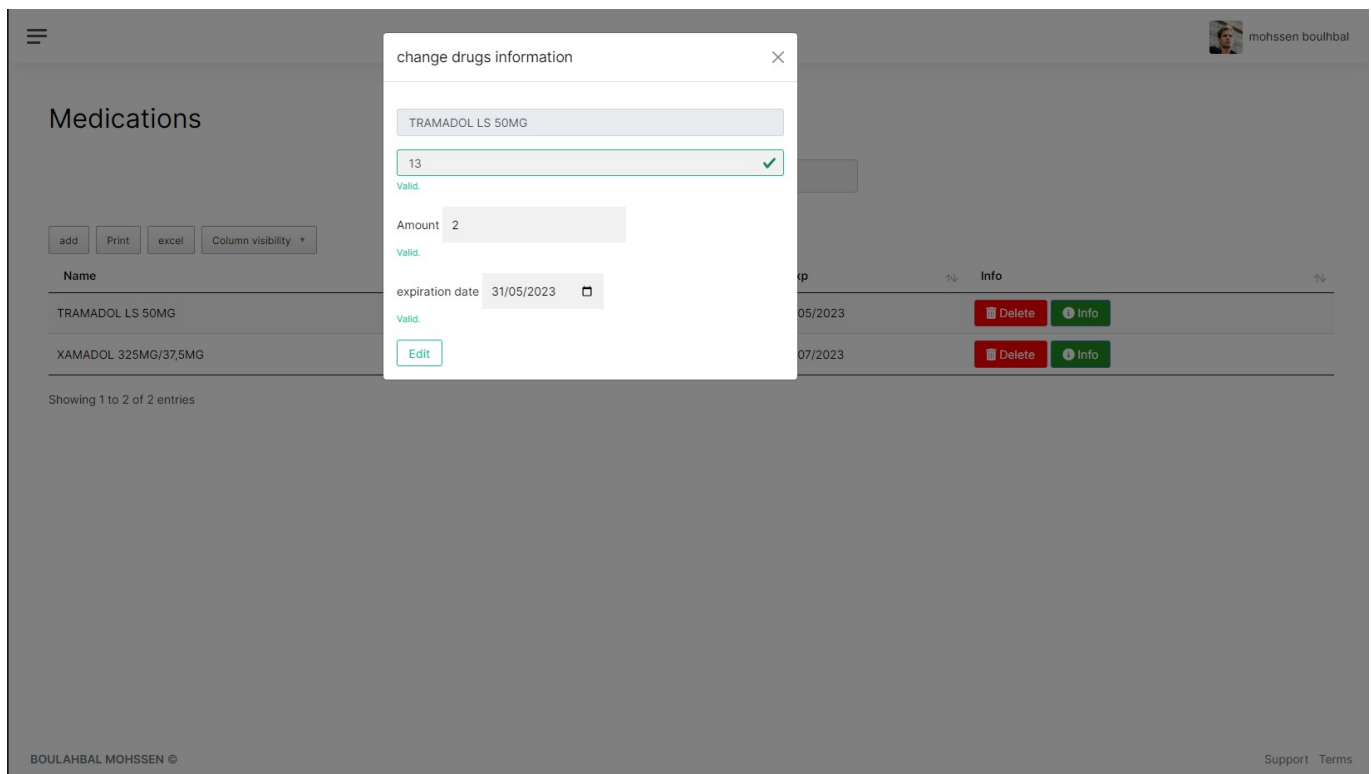 mohssen boulhbal
change drugs information
Medications
TRAMADOL LS 50MG
13
Valid.
Amount 2
Valid.
expiration date 31/05/2023
Valid.
Edit
add Print excel Column visibility
Name xp Info
TRAMADOL LS 50MG 05/2023 Delete Info
XAMADOL 325MG/37,5MG 07/2023 Delete Info
Showing 1 to 2 of 2 entries
BOULAHBAL MOHSSEN © Support Terms